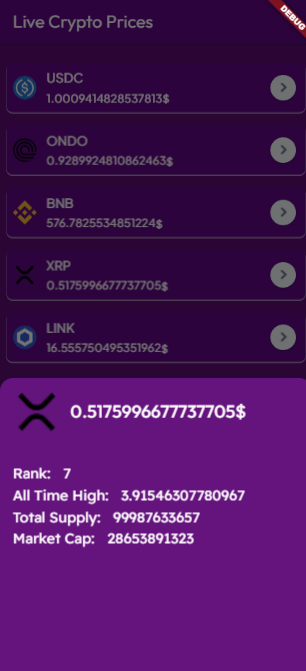 Live Crypto Prices
DEBUG
USDC
1.0009414828537813$
ONDO
0.9289924810862463$
BNB
576.7825534851224$
XRP
0.5175996677737705$
LINK
16.555750495351962$
0.5175996677737705$
Rank: 7
All Time High: 3.91546307780967
Total Supply: 99987633657
Market Cap: 28653891323